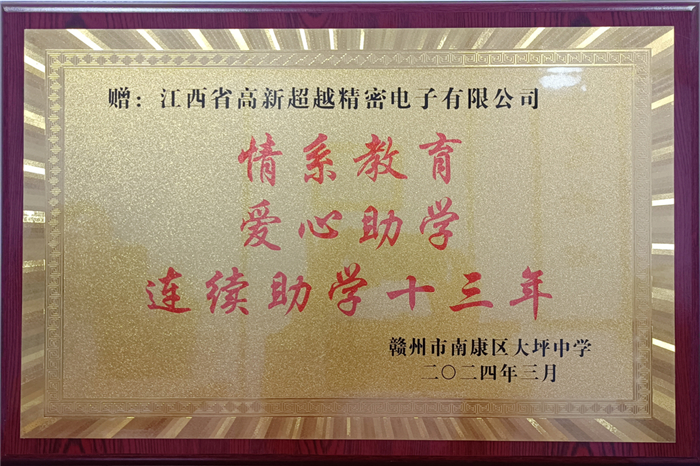 赠：江西省高新超越精密电子有限公司
情系教育
爱心助学
连续助学十三年
赣州市南康区大坪中学
二〇二四年三月